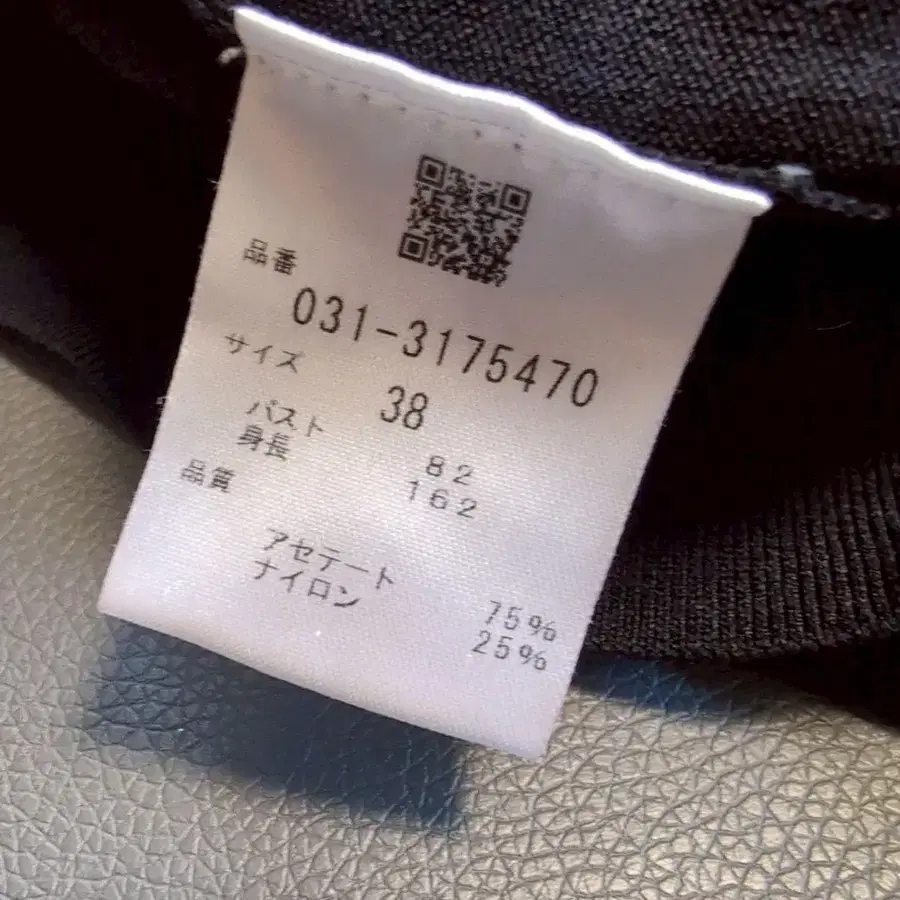 品番
031-3175470
サイズ
38
バスト 82
身長 162
品質
アセテート 75%
ナイロン 25%